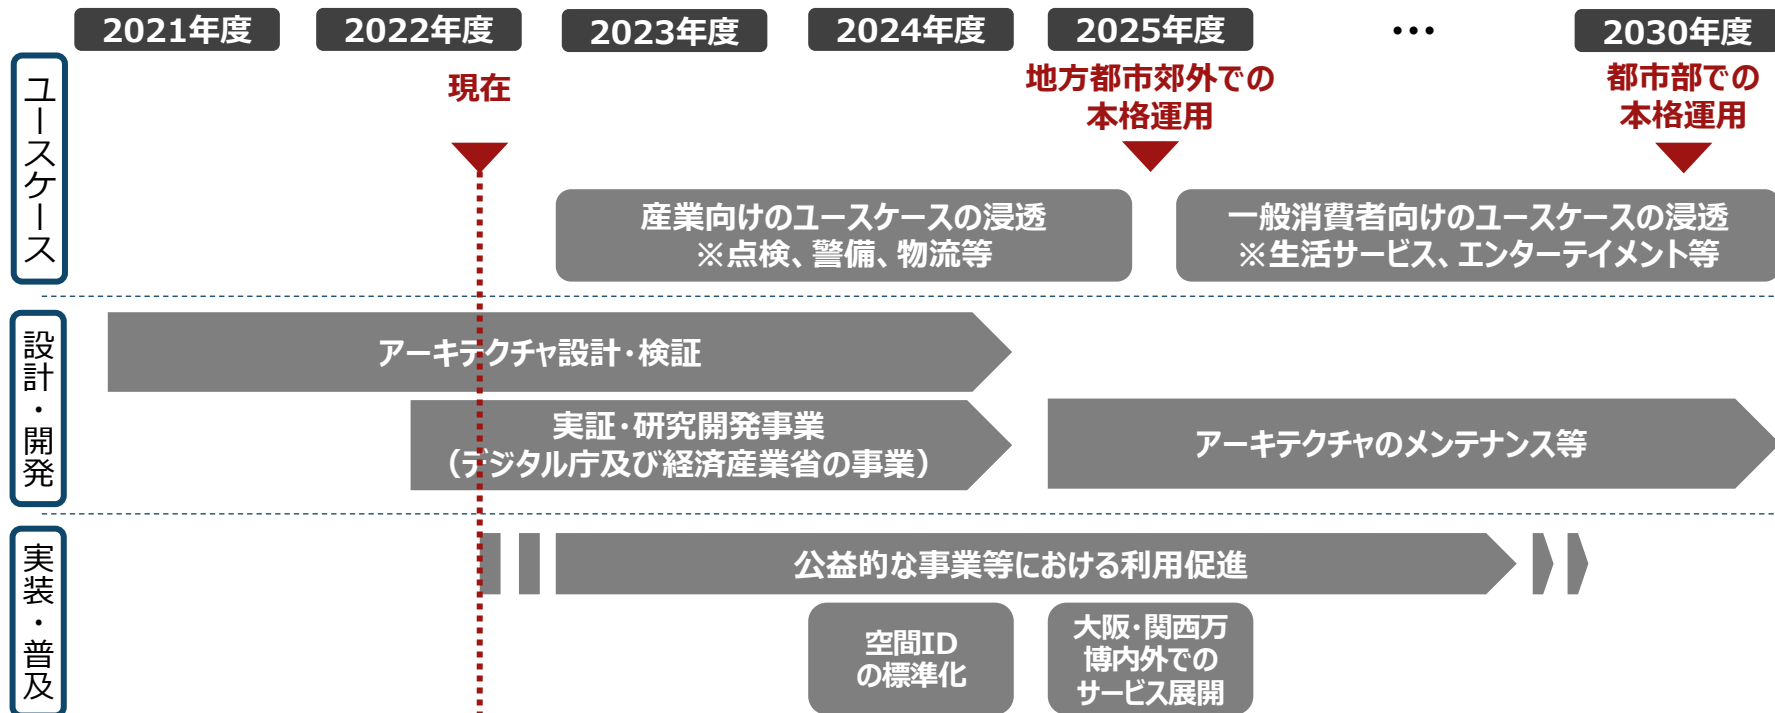 2021年度
2022年度
2023年度
2024年度
2025年度
…
2030年度
ユースケース
現在
地方都市郊外での
本格運用
都市部での
本格運用
産業向けのユースケースの浸透
※点検、警備、物流等
一般消費者向けのユースケースの浸透
※生活サービス、エンターテイメント等
設計・開発
アーキテクチャ設計・検証
実証・研究開発事業
（デジタル庁及び経済産業省の事業）
アーキテクチャのメンテナンス等
実装・普及
公益的な事業等における利用促進
空間ID
の標準化
大阪・関西万
博内外での
サービス展開